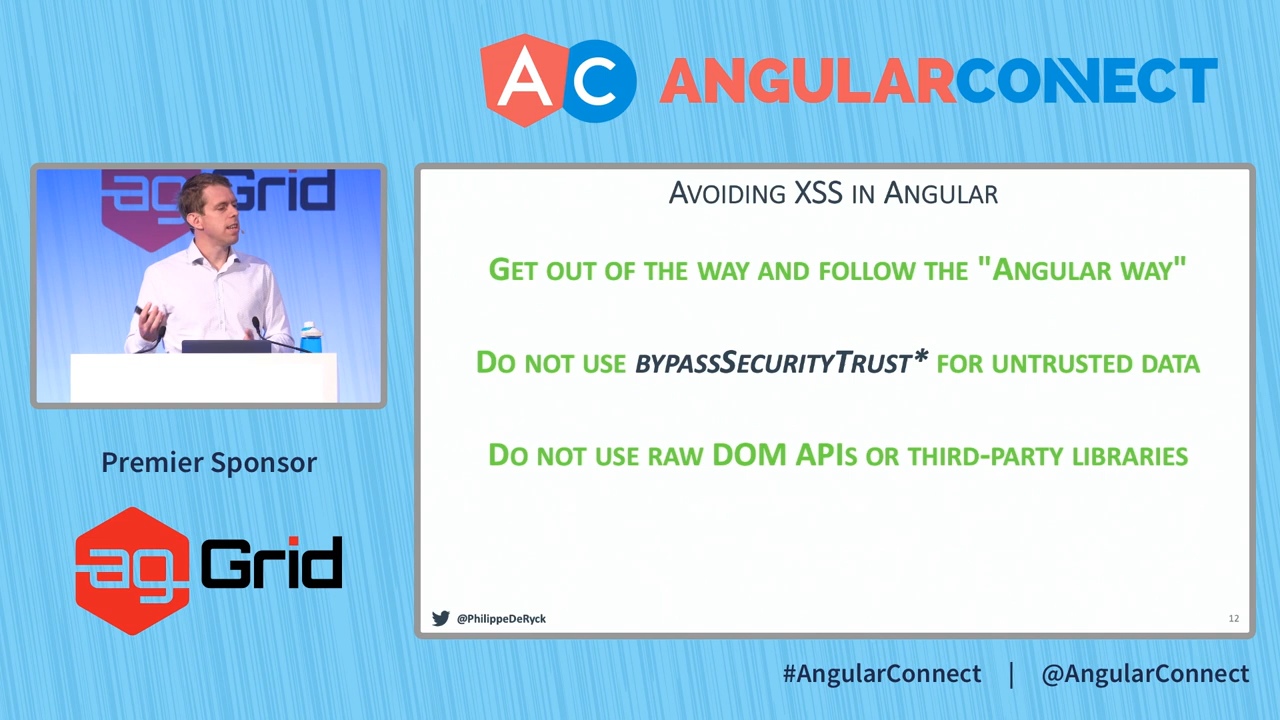 AC ANGULARCONNECT
ag Grid
AVOIDING XSS IN ANGULAR
GET OUT OF THE WAY AND FOLLOW THE "ANGULAR WAY"
DO NOT USE BYPASSSECURITYTRUST* FOR UNTRUSTED DATA
DO NOT USE RAW DOM APIS OR THIRD-PARTY LIBRARIES
@PhilippeDeRyck
12
Premier Sponsor
ag Grid
#AngularConnect | @AngularConnect